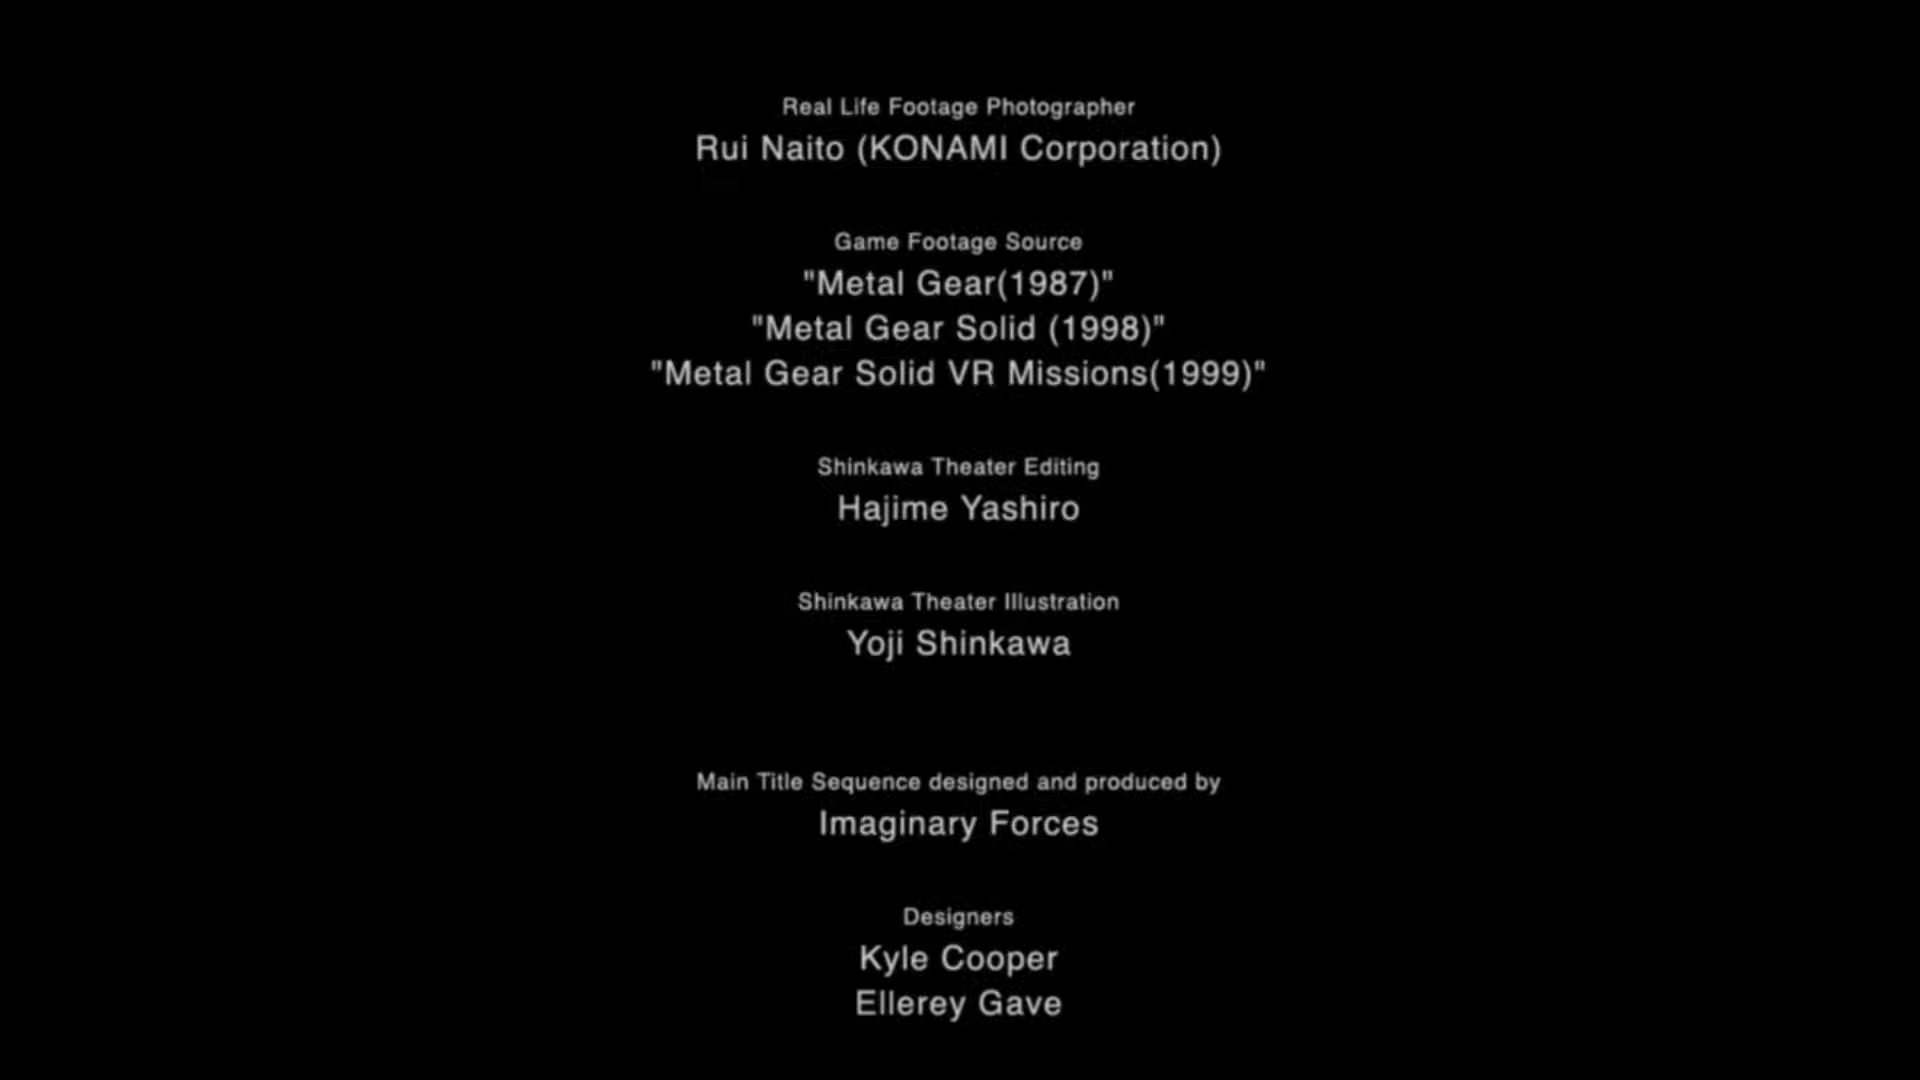 Real Life Footage Photographer
Rui Naito (KONAMI Corporation)
Game Footage Source
"Metal Gear(1987)"
"Metal Gear Solid (1998)"
"Metal Gear Solid VR Missions(1999)"
Shinkawa Theater Editing
Hajime Yashiro
Shinkawa Theater Illustration
Yoji Shinkawa
Main Title Sequence designed and produced by
Imaginary Forces
Designers
Kyle Cooper
Ellerey Gave